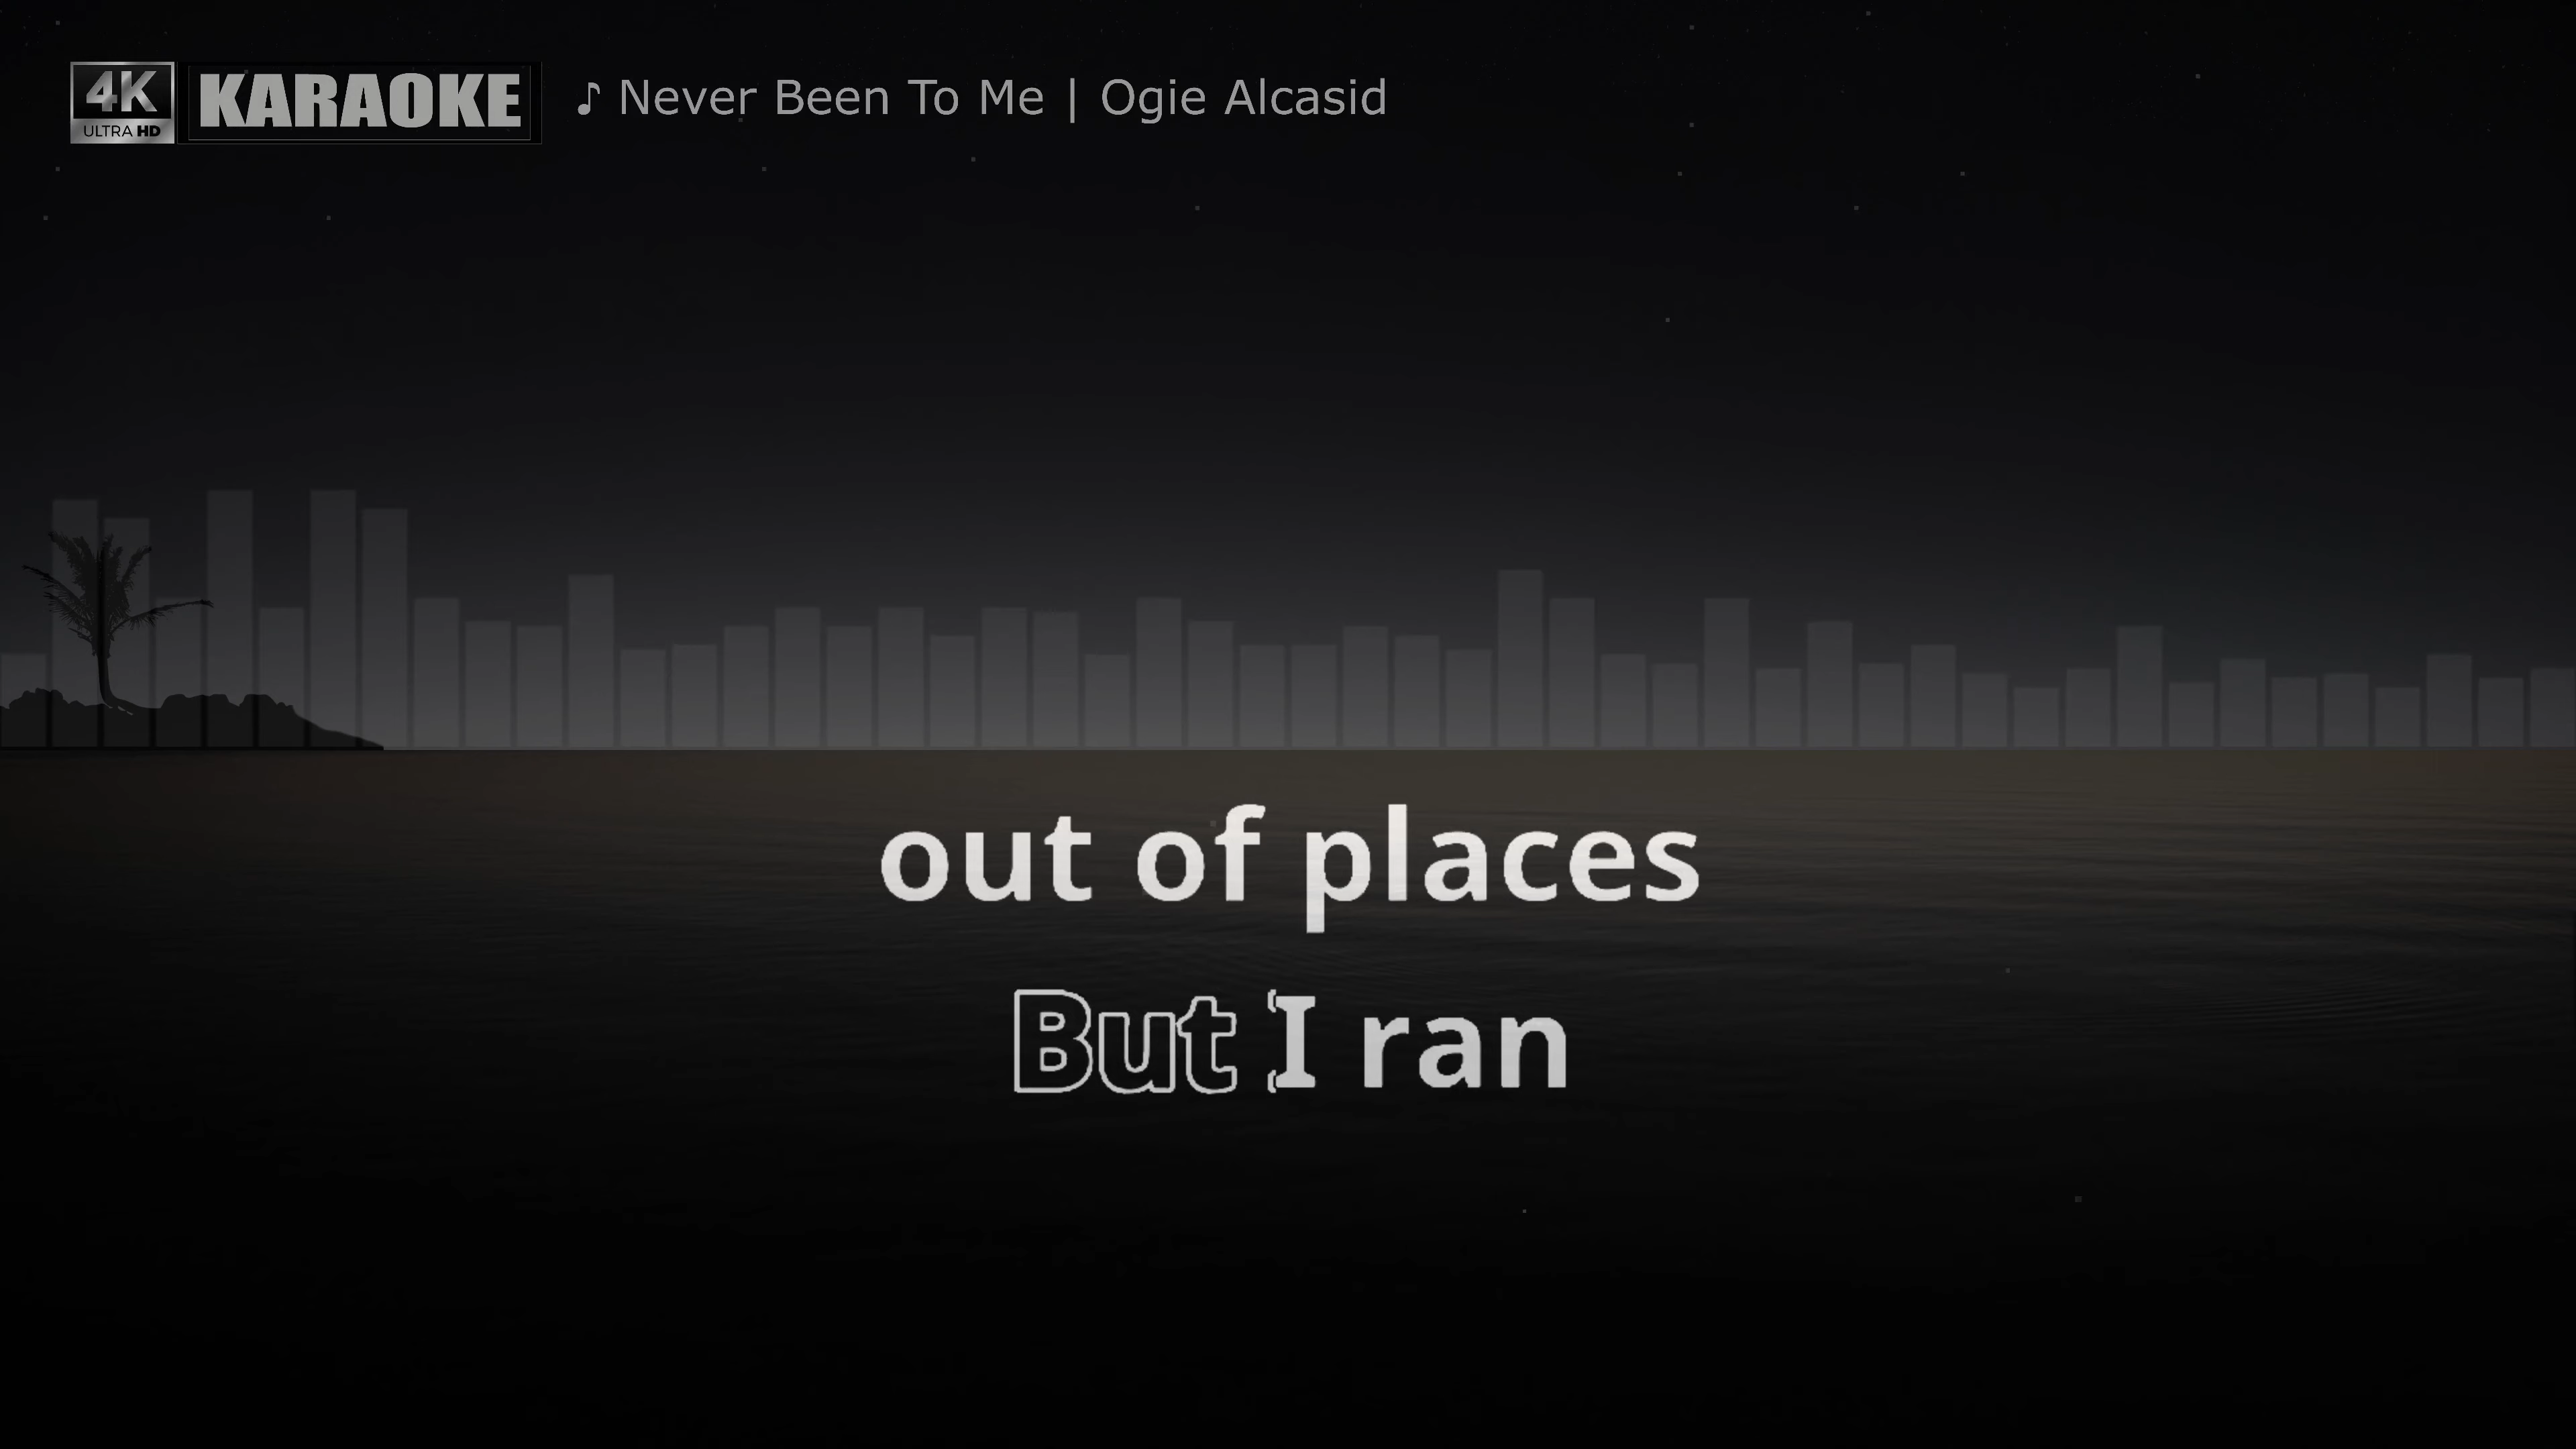 4K
ULTRA HD
KARAOKE
♪ Never Been To Me | Ogie Alcasid
out of places
But I ran